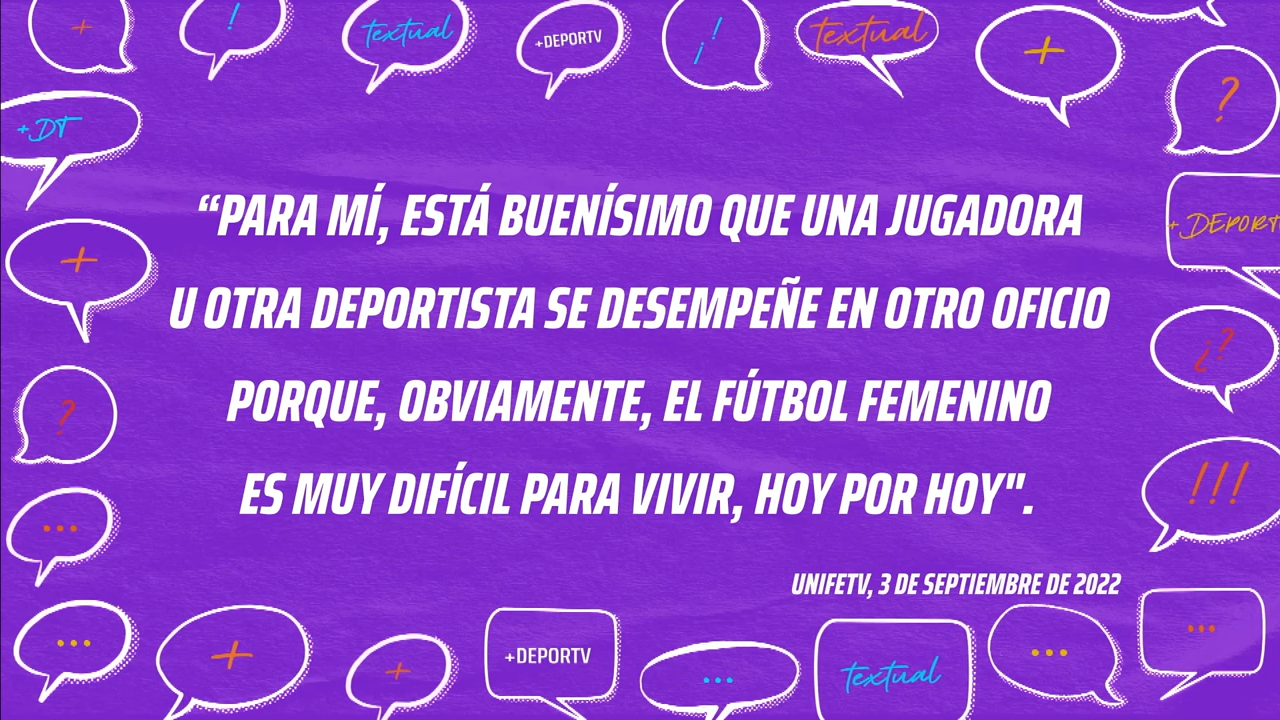 +
!
textual
+DEPORTV
¡!
textual
+
?
+DT
+DEPORT
“PARA MÍ, ESTÁ BUENÍSIMO QUE UNA JUGADORA
U OTRA DEPORTISTA SE DESEMPEÑE EN OTRO OFICIO
PORQUE, OBVIAMENTE, EL FÚTBOL FEMENINO
ES MUY DIFÍCIL PARA VIVIR, HOY POR HOY".
UNIFETV, 3 DE SEPTIEMBRE DE 2022
+
¿?
?
!!!
...
...
+
+
+DEPORTV
...
textual
...
...